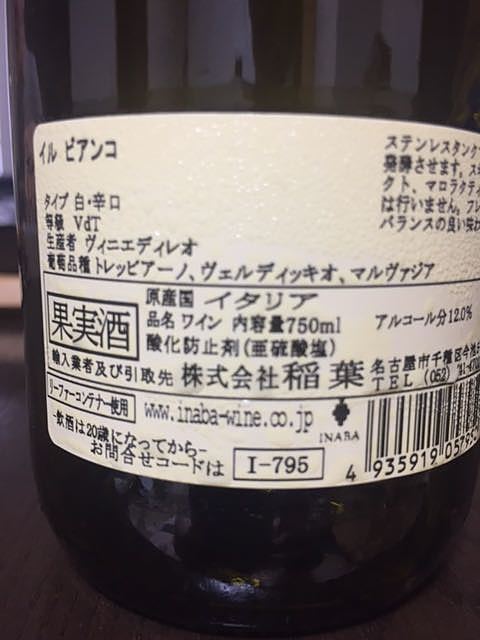 イル ビアンコ
ステンレスタンク
発酵させます。
クト、マロラクティ
は行いません。フレ
バランスの良い味わ
タイプ 白・辛口
等級 VdT
生産者 ヴィニエディレオ
葡萄品種 トレッビアーノ、ヴェルディッキオ、マルヴァジア
果実酒
原産国 イタリア
品名 ワイン 内容量750ml アルコール分12.0%
酸化防止剤(亜硫酸塩)
輸入業者及び引取先 株式会社 稲葉
名古屋市千種区今池
TEL (052)
リーファーコンテナー使用
www.inaba-wine.co.jp
INABA
-飲酒は20歳になってから-
お問合せコードは I-795
4 935919